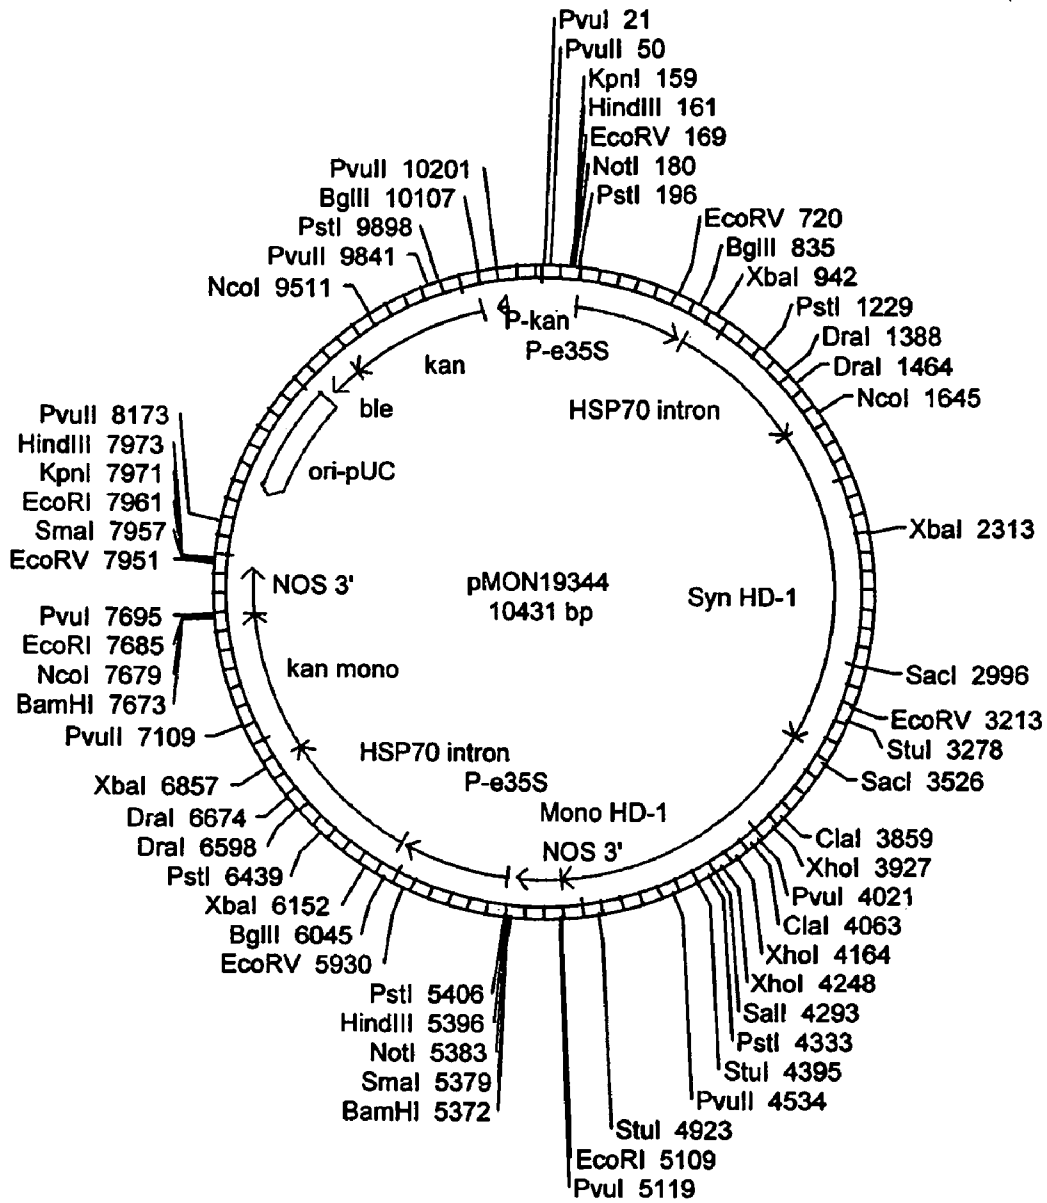 PvuI 21
PvuII 50
KpnI 159
HindIII 161
EcoRV 169
NotI 180
PstI 196
EcoRV 720
BglII 835
XbaI 942
PstI 1229
DraI 1388
DraI 1464
NcoI 1645
XbaI 2313
SacI 2996
EcoRV 3213
StuI 3278
SacI 3526
ClaI 3859
XhoI 3927
PvuI 4021
ClaI 4063
XhoI 4164
XhoI 4248
SalI 4293
PstI 4333
StuI 4395
PvuII 4534
StuI 4923
EcoRI 5109
PvuI 5119
BamHI 5372
SmaI 5379
NotI 5383
HindIII 5396
PstI 5406
EcoRV 5930
BglII 6045
XbaI 6152
PstI 6439
DraI 6598
DraI 6674
XbaI 6857
PvuII 7109
BamHI 7673
NcoI 7679
EcoRI 7685
PvuI 7695
EcoRV 7951
SmaI 7957
EcoRI 7961
KpnI 7971
HindIII 7973
PvuII 8173
NcoI 9511
PvuII 9841
PstI 9898
BglII 10107
PvuII 10201
P-kan
P-e35S
kan
HSP70 intron
ble
ori-pUC
NOS 3'
pMON19344
10431 bp
Syn HD-1
kan mono
HSP70 intron
P-e35S
Mono HD-1
NOS 3'